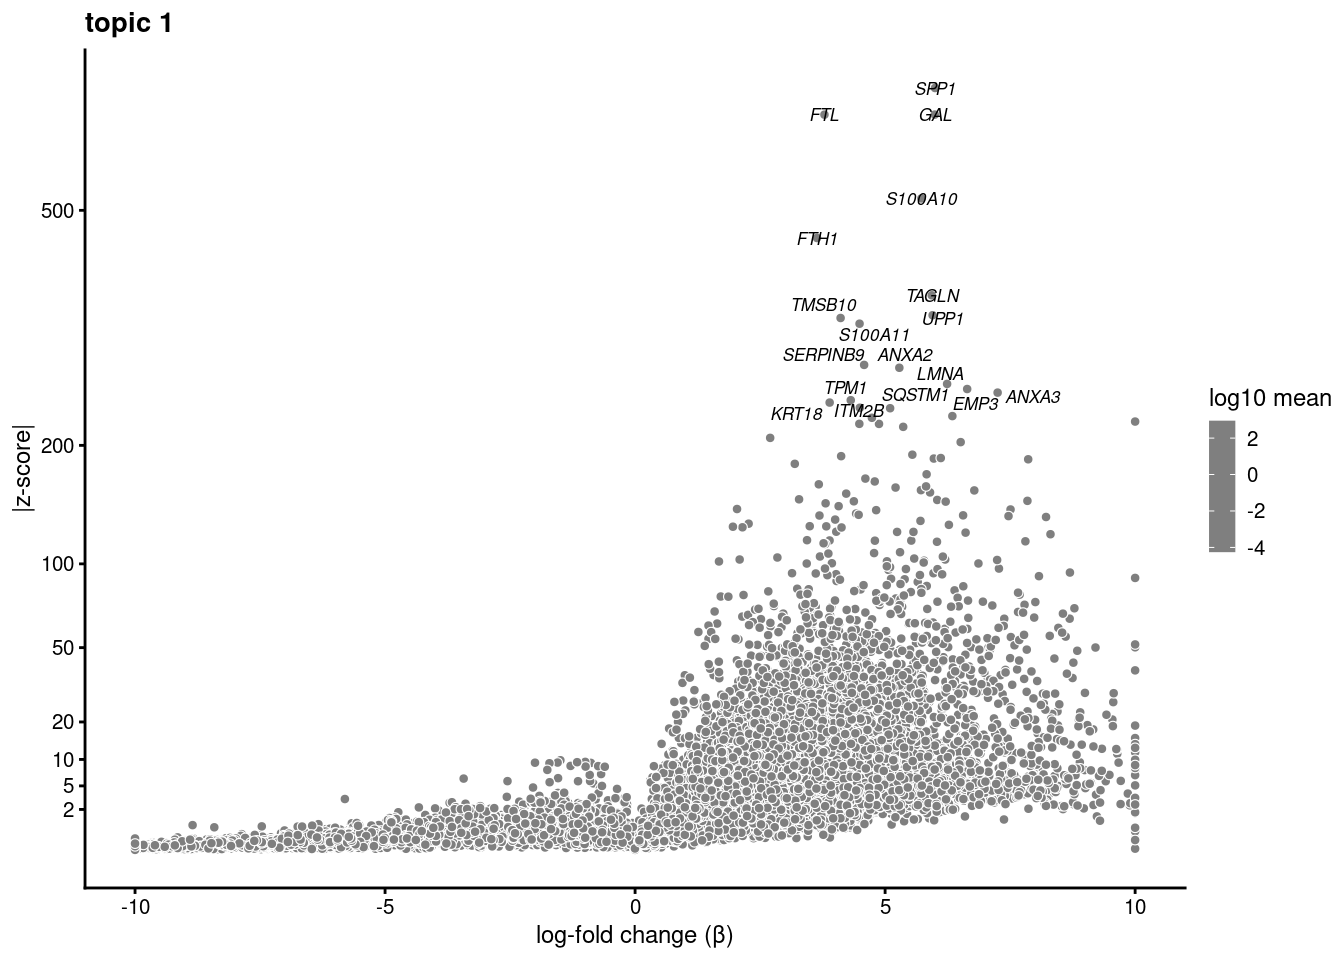 topic 1
SPP1
FTL GAL
S100A10
500
FTH1
TAGLN
TMSB10
UPP1
S100A11
SERPINB9 ANXA2
LMNA
TPM1
SQSTM1 ANXA3
EMP3
KRT18 ITM2B
200
100
50
20
10
5
2
|z-score|
-10 -5 0 5 10
log-fold change (β)
log10 mean
2
0
-2
-4